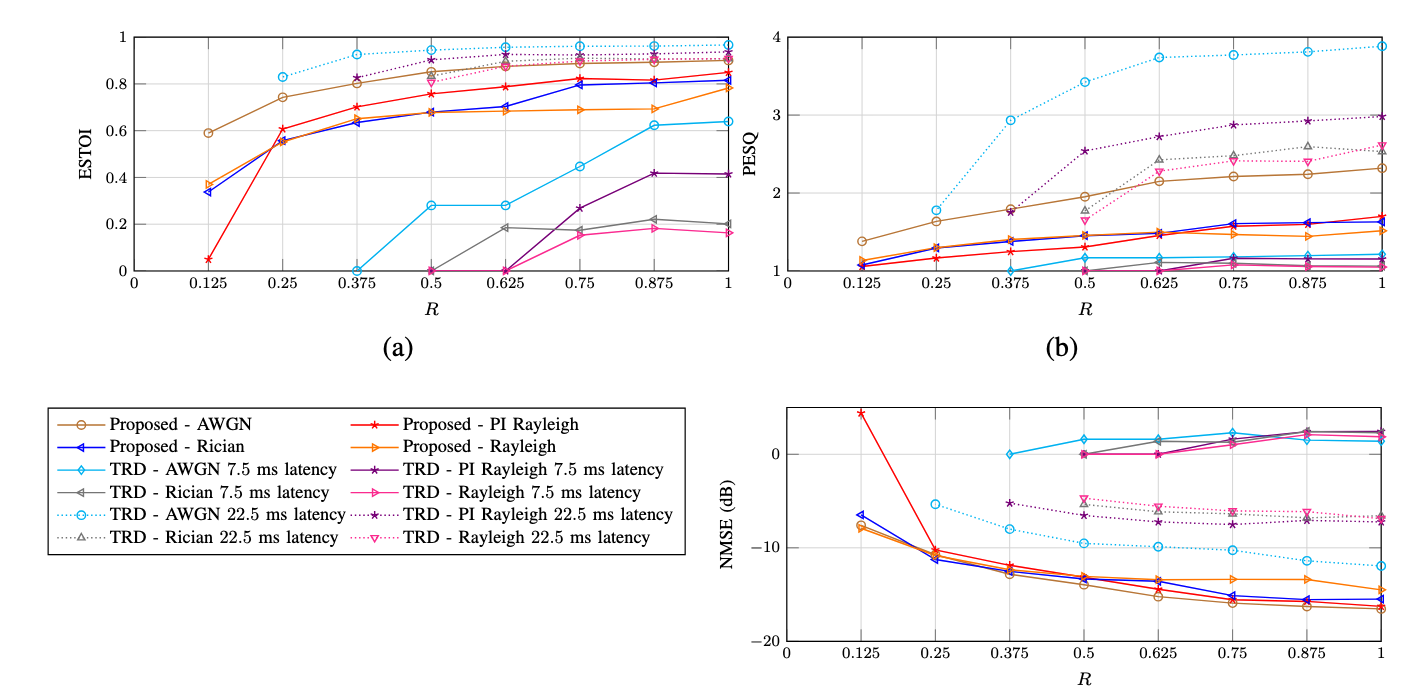 1
0.8
0.6
0.4
0.2
0
ESTOI
0 0.125 0.25 0.375 0.5 0.625 0.75 0.875 1
R
(a)
4
3
2
1
PESQ
0 0.125 0.25 0.375 0.5 0.625 0.75 0.875 1
R
(b)
Proposed - AWGN Proposed - PI Rayleigh
Proposed - Rician Proposed - Rayleigh
TRD - AWGN 7.5 ms latency TRD - PI Rayleigh 7.5 ms latency
TRD - Rician 7.5 ms latency TRD - Rayleigh 7.5 ms latency
TRD - AWGN 22.5 ms latency TRD - PI Rayleigh 22.5 ms latency
TRD - Rician 22.5 ms latency TRD - Rayleigh 22.5 ms latency
0
−10
−20
NMSE (dB)
0 0.125 0.25 0.375 0.5 0.625 0.75 0.875 1
R